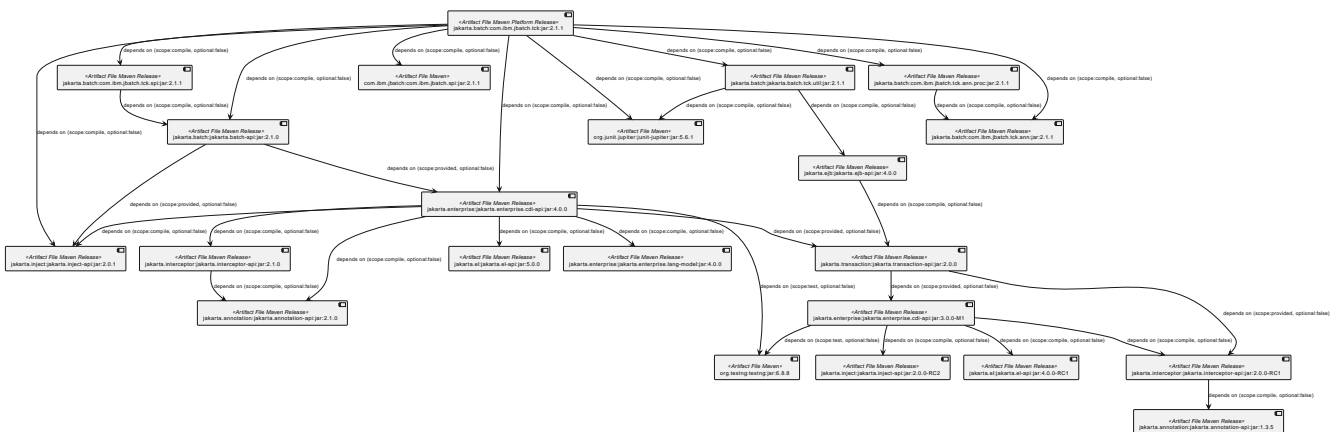 «Artifact File Maven Platform Release»
jakarta.batch:com.ibm.jbatch.tck:jar:2.1.1
depends on (scope:compile, optional:false)
depends on (scope:compile, optional:false)
depends on (scope:compile, optional:false)
depends on (scope:compile, optional:false)
«Artifact File Maven Release»
jakarta.batch:com.ibm.jbatch.tck.spi:jar:2.1.1
«Artifact File Maven»
com.ibm.jbatch:com.ibm.jbatch.spi:jar:2.1.1
«Artifact File Maven Release»
jakarta.batch:jakarta.batch.tck.util:jar:2.1.1
«Artifact File Maven Release»
jakarta.batch:com.ibm.jbatch.tck.ann.proc:jar:2.1.1
depends on (scope:compile, optional:false)
depends on (scope:compile, optional:false)
depends on (scope:compile, optional:false)
depends on (scope:compile, optional:false)
depends on (scope:compile, optional:false)
depends on (scope:compile, optional:false)
depends on (scope:compile, optional:false)
depends on (scope:compile, optional:false)
depends on (scope:compile, optional:false)
depends on (scope:compile, optional:false)
«Artifact File Maven Release»
jakarta.batch:jakarta.batch-api:jar:2.1.0
«Artifact File Maven»
org.junit.jupiter:junit-jupiter:jar:5.6.1
«Artifact File Maven Release»
jakarta.batch:com.ibm.jbatch.tck.ann:jar:2.1.1
depends on (scope:provided, optional:false)
«Artifact File Maven Release»
jakarta.ejb:jakarta.ejb-api:jar:4.0.0
depends on (scope:provided, optional:false)
«Artifact File Maven Release»
jakarta.enterprise:jakarta.enterprise.cdi-api:jar:4.0.0
depends on (scope:compile, optional:false)
depends on (scope:compile, optional:false)
depends on (scope:compile, optional:false)
depends on (scope:compile, optional:false)
depends on (scope:provided, optional:false)
depends on (scope:compile, optional:false)
«Artifact File Maven Release»
jakarta.inject:jakarta.inject-api:jar:2.0.1
«Artifact File Maven Release»
jakarta.interceptor:jakarta.interceptor-api:jar:2.1.0
depends on (scope:compile, optional:false)
«Artifact File Maven Release»
jakarta.el:jakarta.el-api:jar:5.0.0
«Artifact File Maven Release»
jakarta.enterprise:jakarta.enterprise.lang-model:jar:4.0.0
«Artifact File Maven Release»
jakarta.transaction:jakarta.transaction-api:jar:2.0.0
depends on (scope:compile, optional:false)
depends on (scope:test, optional:false)
depends on (scope:provided, optional:false)
depends on (scope:provided, optional:false)
«Artifact File Maven Release»
jakarta.annotation:jakarta.annotation-api:jar:2.1.0
«Artifact File Maven Release»
jakarta.enterprise:jakarta.enterprise.cdi-api:jar:3.0.0-M1
depends on (scope:test, optional:false)
depends on (scope:compile, optional:false)
depends on (scope:compile, optional:false)
depends on (scope:compile, optional:false)
«Artifact File Maven»
org.testng:testng:jar:6.8.8
«Artifact File Maven Release»
jakarta.inject:jakarta.inject-api:jar:2.0.0-RC2
«Artifact File Maven Release»
jakarta.el:jakarta.el-api:jar:4.0.0-RC1
«Artifact File Maven Release»
jakarta.interceptor:jakarta.interceptor-api:jar:2.0.0-RC1
depends on (scope:compile, optional:false)
«Artifact File Maven Release»
jakarta.annotation:jakarta.annotation-api:jar:1.3.5